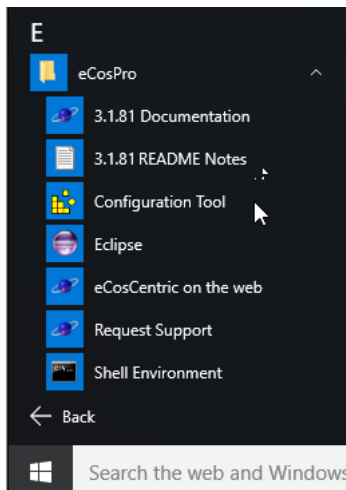 E
eCosPro
3.1.81 Documentation
3.1.81 README Notes
Configuration Tool
Eclipse
eCosCentric on the web
Request Support
Shell Environment
Back
Search the web and Windows